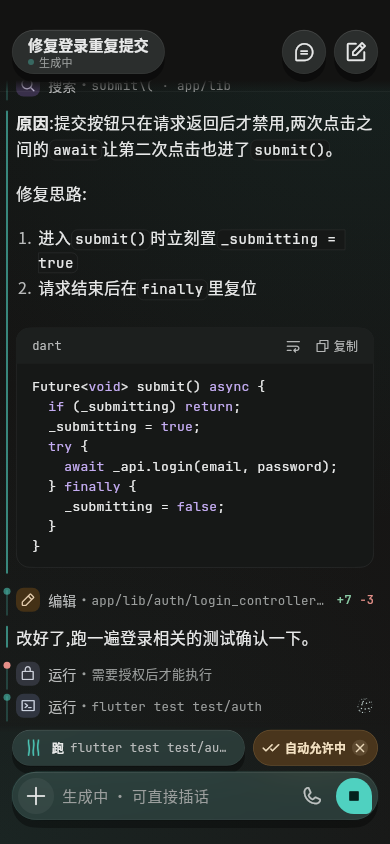 修复登录重复提交
生成中
搜索 · submit\( · app/lib
原因:提交按钮只在请求返回后才禁用,两次点击之
间的 await 让第二次点击也进了 submit()。
修复思路:
1. 进入 submit() 时立刻置 _submitting =
true
2. 请求结束后在 finally 里复位
dart 复制
Future<void> submit() async {
  if (_submitting) return;
  _submitting = true;
  try {
    await _api.login(email, password);
  } finally {
    _submitting = false;
  }
}
编辑 · app/lib/auth/login_controller… +7 -3
改好了,跑一遍登录相关的测试确认一下。
运行 · 需要授权后才能执行
运行 · flutter test test/auth
跑 flutter test test/au… 自动允许中
生成中 · 可直接插话